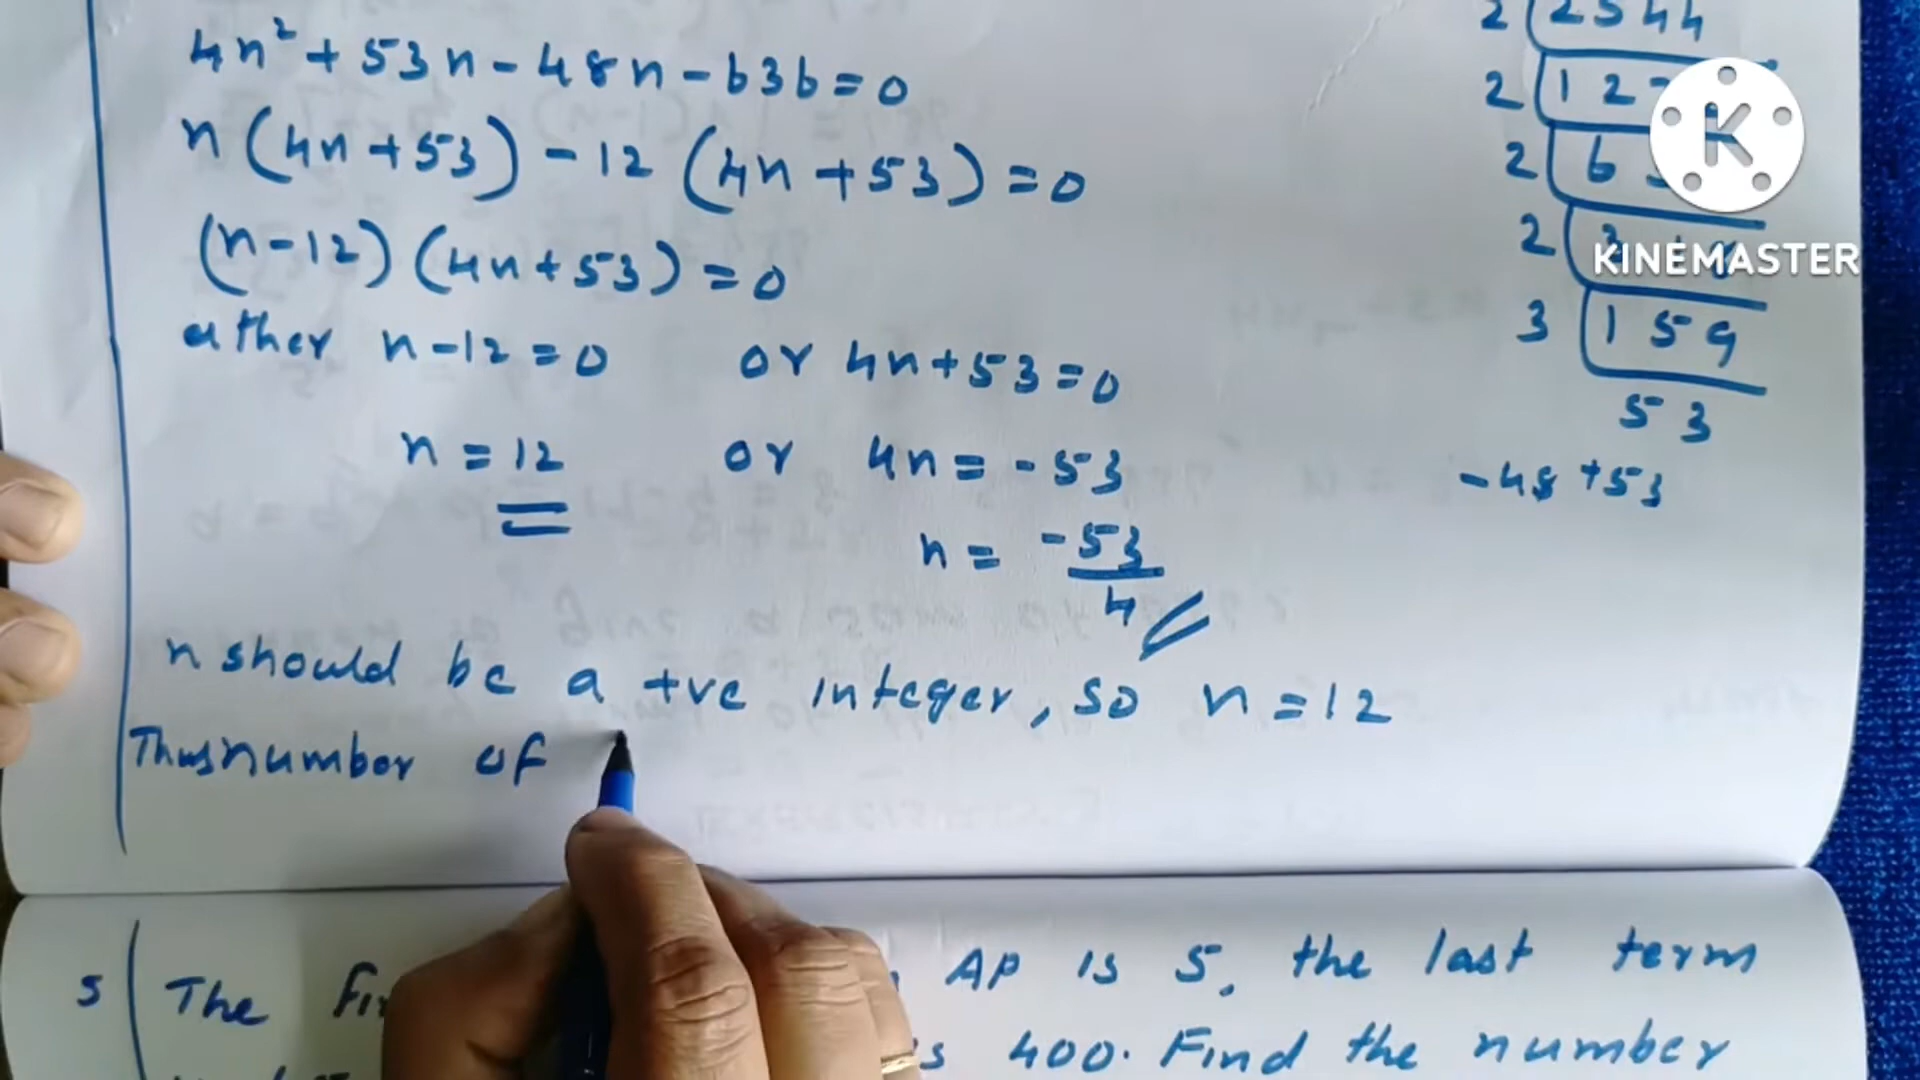 4n² + 53n - 48n - 636 = 0
n(4n + 53) - 12(4n + 53) = 0
(n-12)(4n+53) = 0
either n-12 = 0 or 4n+53 = 0
n = 12 or 4n = -53
n = -53/4
n should be a +ve integer, so n = 12
Thus number of
5 The AP is 5, the last term
400. Find the number
2 2544
2 12
2 6
2
3 159
53
-48 +53
K
KINEMASTER